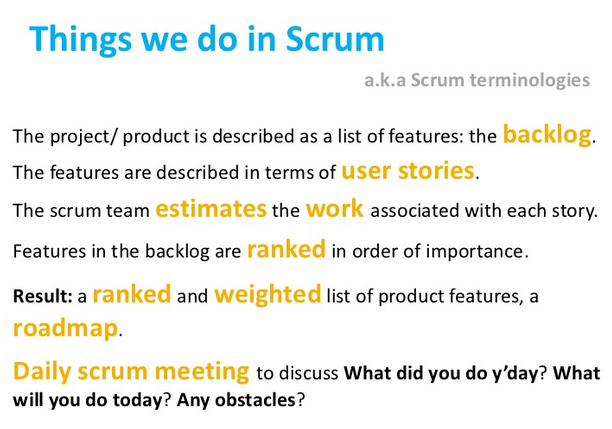 Things we do in Scrum
a.k.a Scrum terminologies
The project/ product is described as a list of features: the backlog.
The features are described in terms of user stories.
The scrum team estimates the work associated with each story.
Features in the backlog are ranked in order of importance.
Result: a ranked and weighted list of product features, a
roadmap.
Daily scrum meeting to discuss What did you do y’day? What
will you do today? Any obstacles?